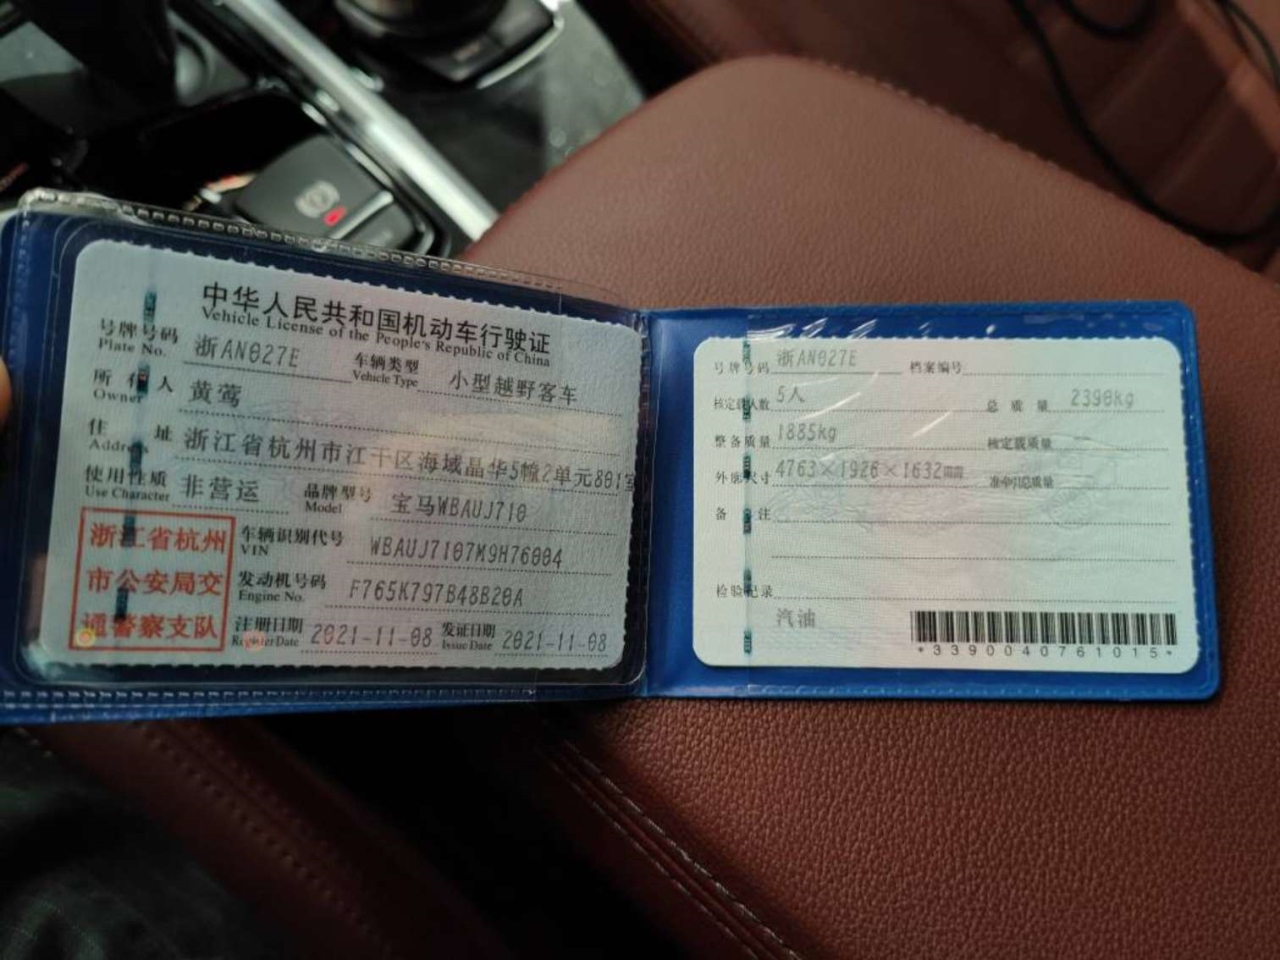 中华人民共和国机动车行驶证
Vehicle License of the People's Republic of China
号牌号码 浙AN027E 车辆类型 小型越野客车
Plate No. Vehicle Type
所有人 黄莺
Owner
住址 浙江省杭州市江干区海域晶华5幢2单元801室
Address
使用性质 非营运 品牌型号 宝马WBAUJ710
Use Character Model
浙江省杭州
市公安局交
通警察支队
车辆识别代号 WBAUJ7107M9H76004
VIN
发动机号码 F765K797B48B20A
Engine No.
注册日期 2021-11-08 发证日期 2021-11-08
Register Date Issue Date
号牌号码 浙AN027E 档案编号
核定载人数 5人 总质量 2390kg
整备质量 1885kg 核定载质量
外廓尺寸 4763×1926×1632mm 准牵引总质量
备注
检验记录
汽油
*3390040761015*